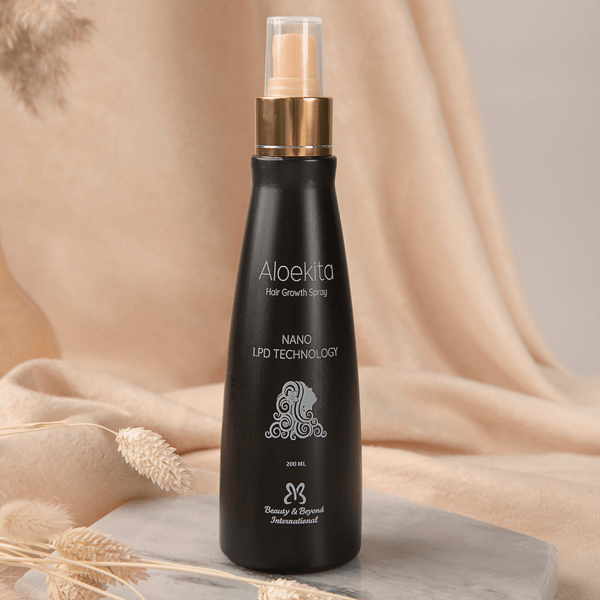 Aloekita
Hair Growth Spray
NANO
LPD TECHNOLOGY
200 ML
Beauty & Beyond
International